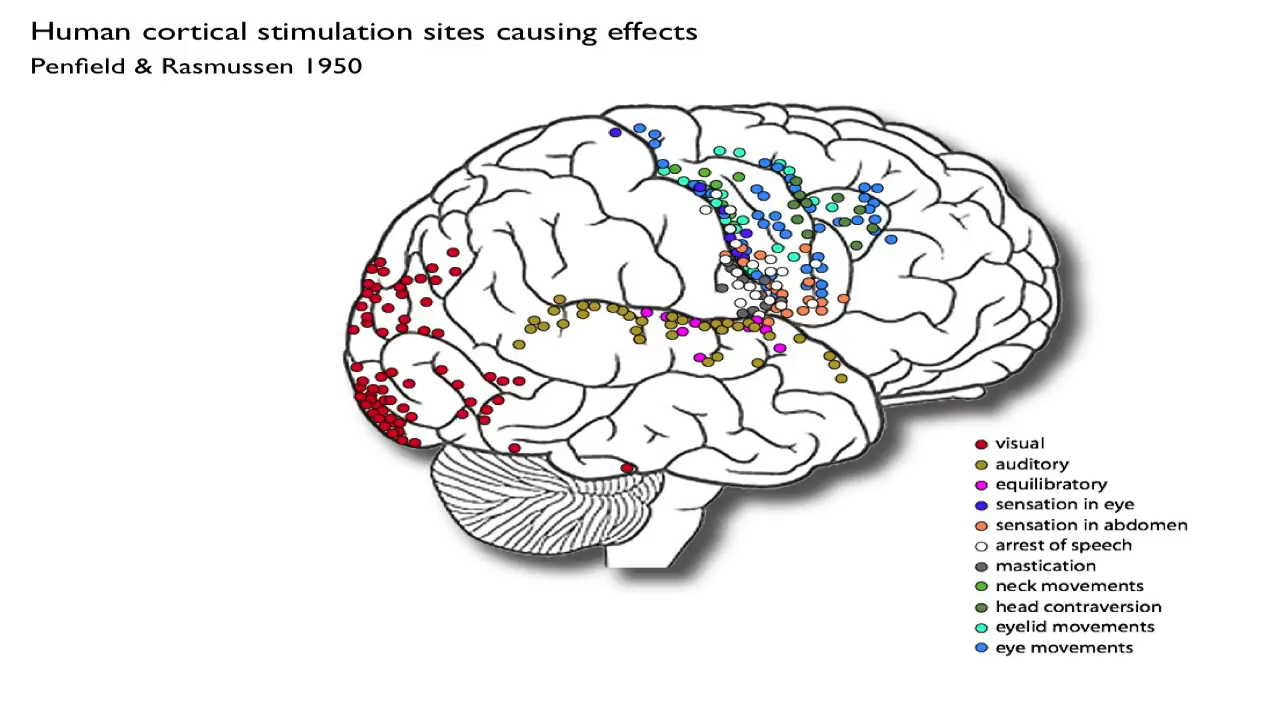 Human cortical stimulation sites causing effects
Penfield & Rasmussen 1950
visual
auditory
equilibratory
sensation in eye
sensation in abdomen
arrest of speech
mastication
neck movements
head contraversion
eyelid movements
eye movements